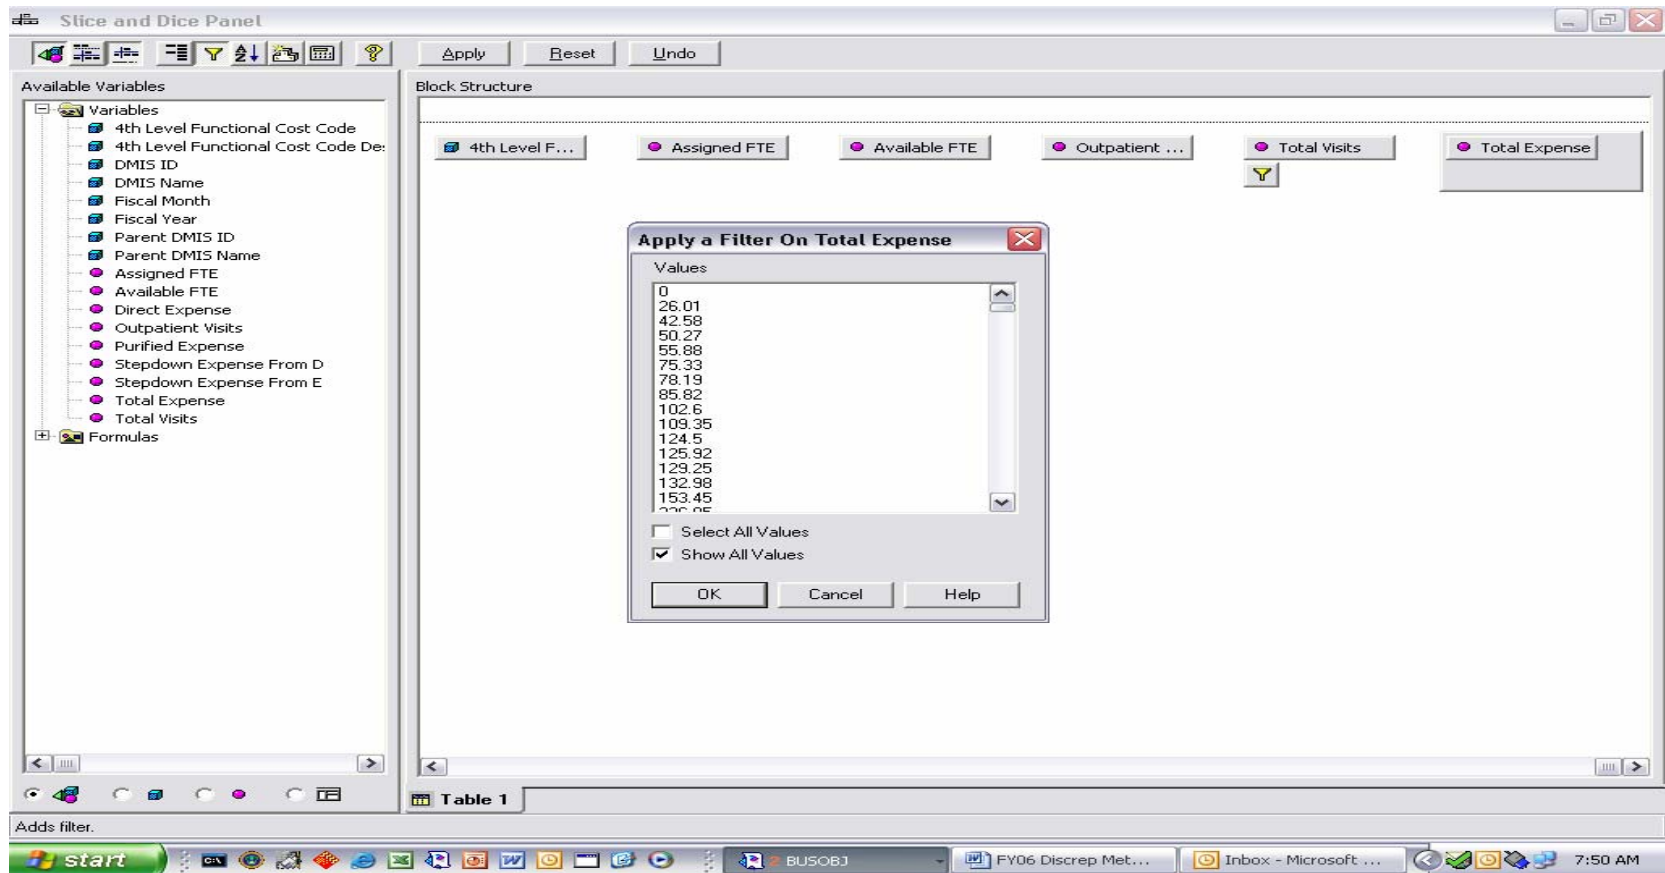 Slice and Dice Panel
Apply Reset Undo
Available Variables
Variables
4th Level Functional Cost Code
4th Level Functional Cost Code De:
DMIS ID
DMIS Name
Fiscal Month
Fiscal Year
Parent DMIS ID
Parent DMIS Name
Assigned FTE
Available FTE
Direct Expense
Outpatient Visits
Purified Expense
Stepdown Expense From D
Stepdown Expense From E
Total Expense
Total Visits
Formulas
Block Structure
4th Level F... Assigned FTE Available FTE Outpatient ... Total Visits Total Expense
Apply a Filter On Total Expense
Values
0
26.01
42.58
50.27
55.88
75.33
78.19
85.82
102.6
109.35
124.5
125.92
129.25
132.98
153.45
Select All Values
Show All Values
OK Cancel Help
Table 1
Adds filter.
start 2 BUSOBJ FY06 Discrep Met... Inbox - Microsoft ... 7:50 AM